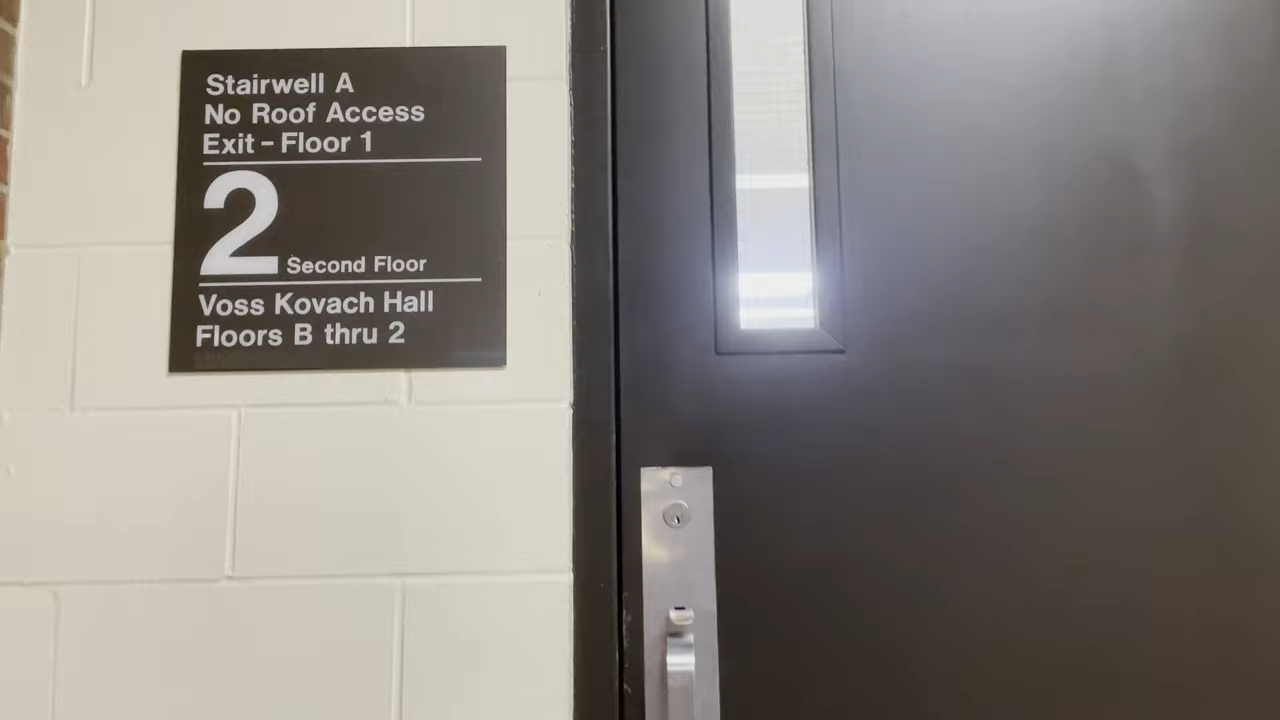 Stairwell A
No Roof Access
Exit – Floor 1
2 Second Floor
Voss Kovach Hall
Floors B thru 2